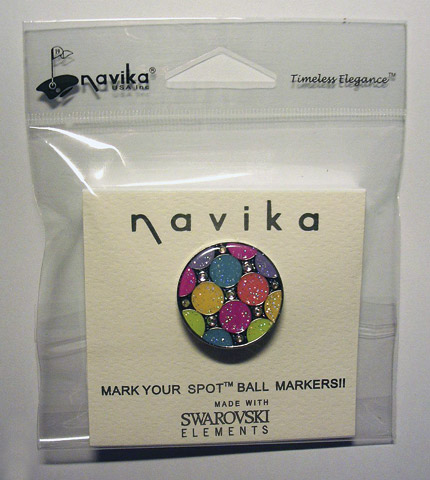 navika®
USA inc
Timeless Elegance™
navika
MARK YOUR SPOT™ BALL MARKERS!!
MADE WITH
SWAROVSKI
ELEMENTS